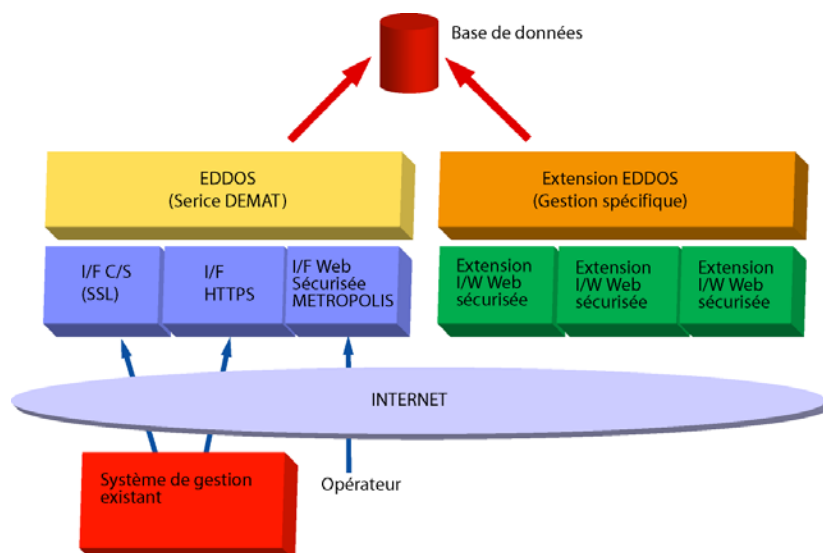 Base de données
EDDOS
(Serice DEMAT)
Extension EDDOS
(Gestion spécifique)
I/F C/S
(SSL)
I/F
HTTPS
I/F Web
Sécurisée
METROPOLIS
Extension
I/W Web
sécurisée
Extension
I/W Web
sécurisée
Extension
I/W Web
sécurisée
INTERNET
Système de gestion
existant
Opérateur